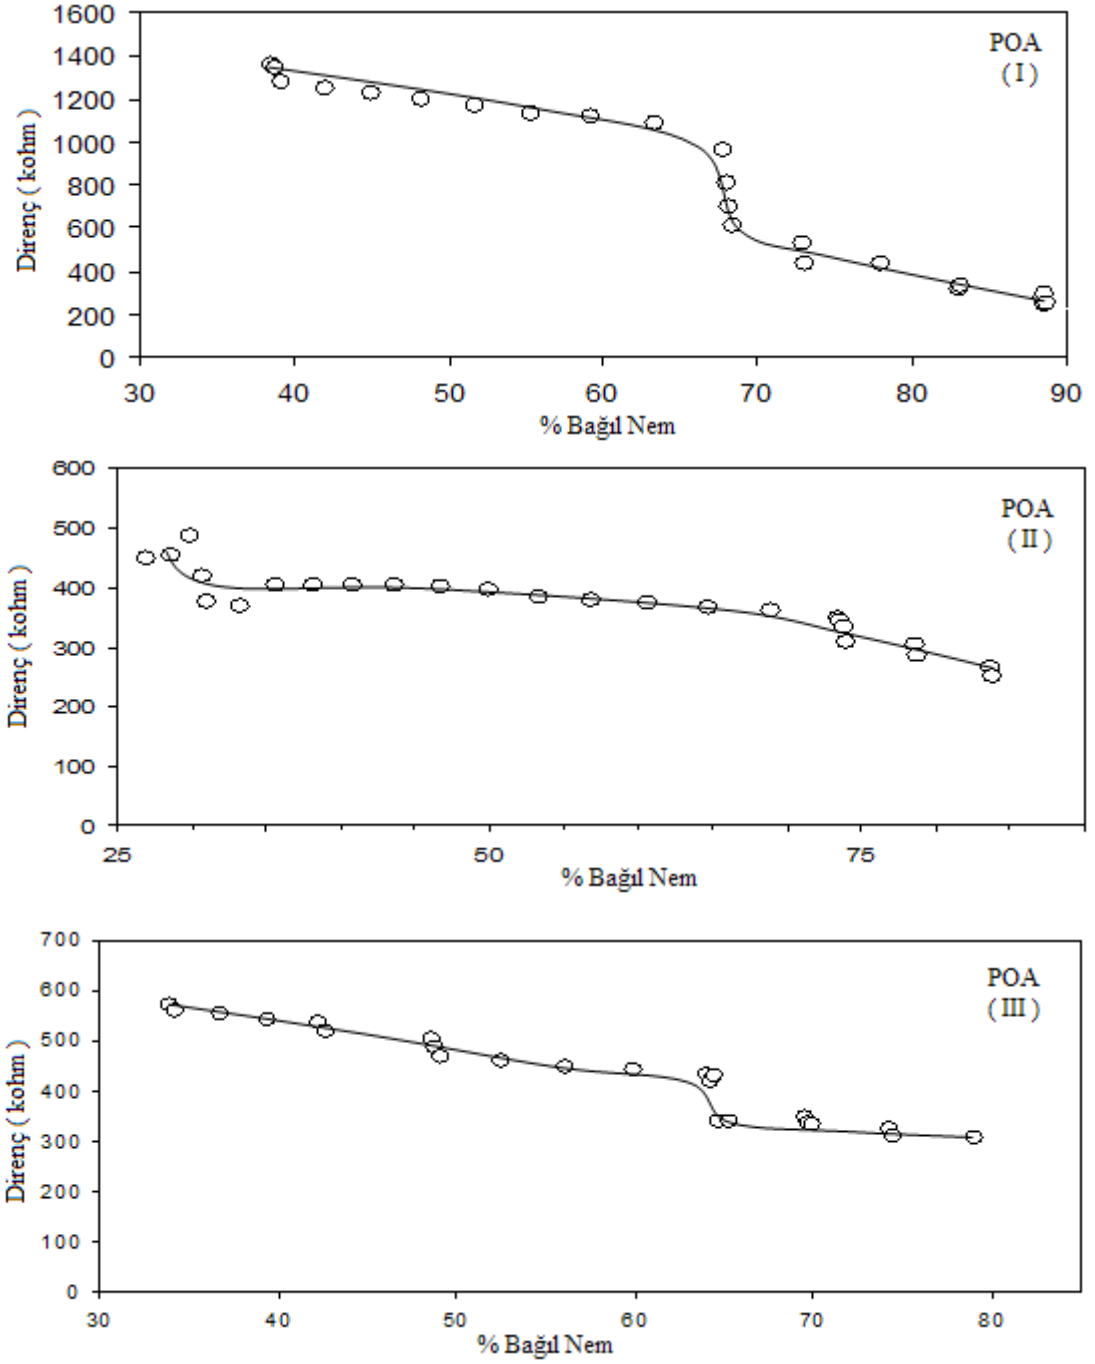 1600
POA
( I )
1400
1200
1000
800
600
400
200
0
Direnç ( kohm )
30 40 50 60 70 80 90
% Bağıl Nem
600
POA
( II )
500
400
300
200
100
0
Direnç ( kohm )
25 50 75
% Bağıl Nem
700
POA
( III )
600
500
400
300
200
100
0
Direnç ( kohm )
30 40 50 60 70 80
% Bağıl Nem